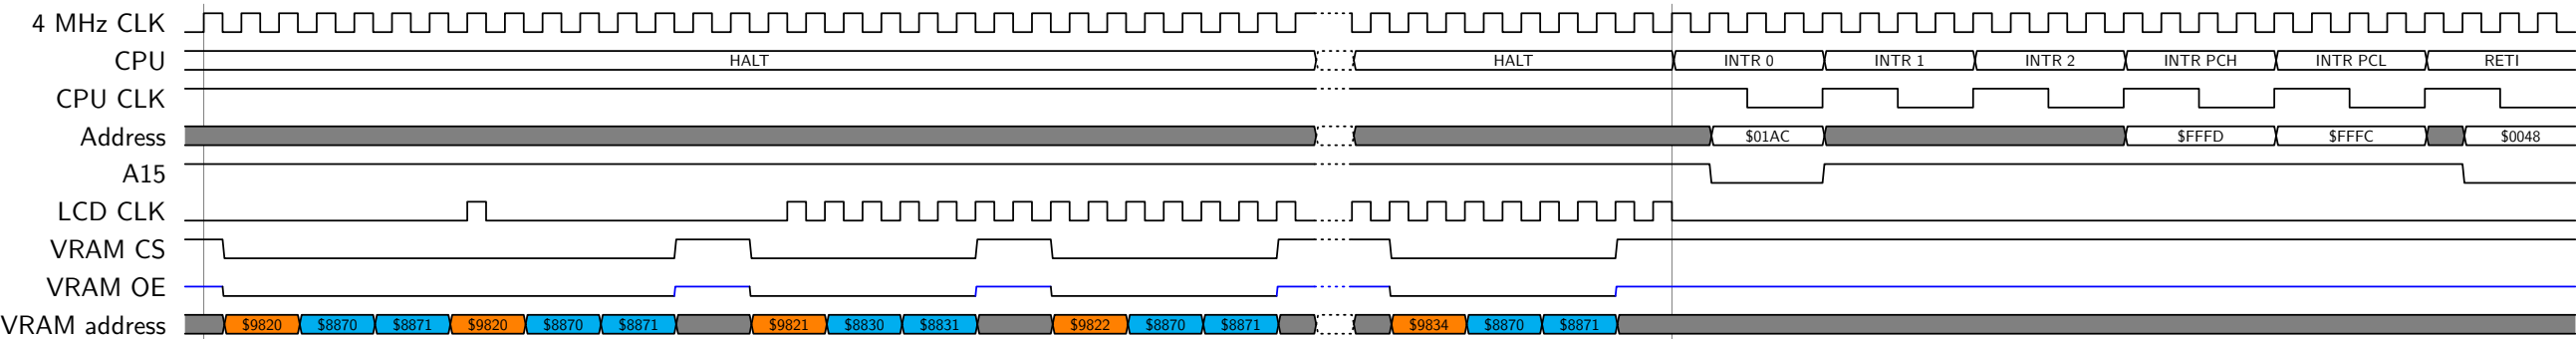 4 MHz CLK
CPU HALT HALT INTR 0 INTR 1 INTR 2 INTR PCH INTR PCL RETI
CPU CLK
Address $01AC $FFFD $FFFC $0048
A15
LCD CLK
VRAM CS
VRAM OE
VRAM address $9820 $8870 $8871 $9820 $8870 $8871 $9821 $8830 $8831 $9822 $8870 $8871 $9834 $8870 $8871